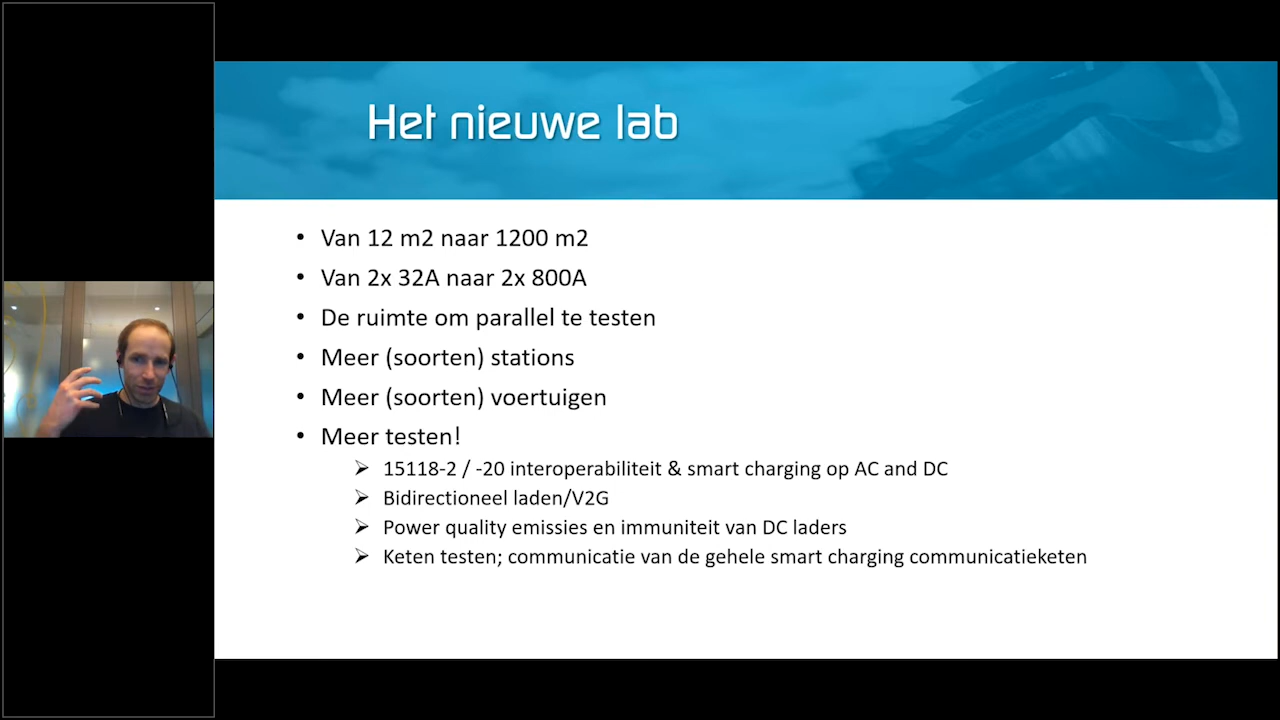 Het nieuwe lab
• Van 12 m2 naar 1200 m2
• Van 2x 32A naar 2x 800A
• De ruimte om parallel te testen
• Meer (soorten) stations
• Meer (soorten) voertuigen
• Meer testen!
➢ 15118-2 / -20 interoperabiliteit & smart charging op AC and DC
➢ Bidirectioneel laden/V2G
➢ Power quality emissies en immuniteit van DC laders
➢ Keten testen; communicatie van de gehele smart charging communicatieketen